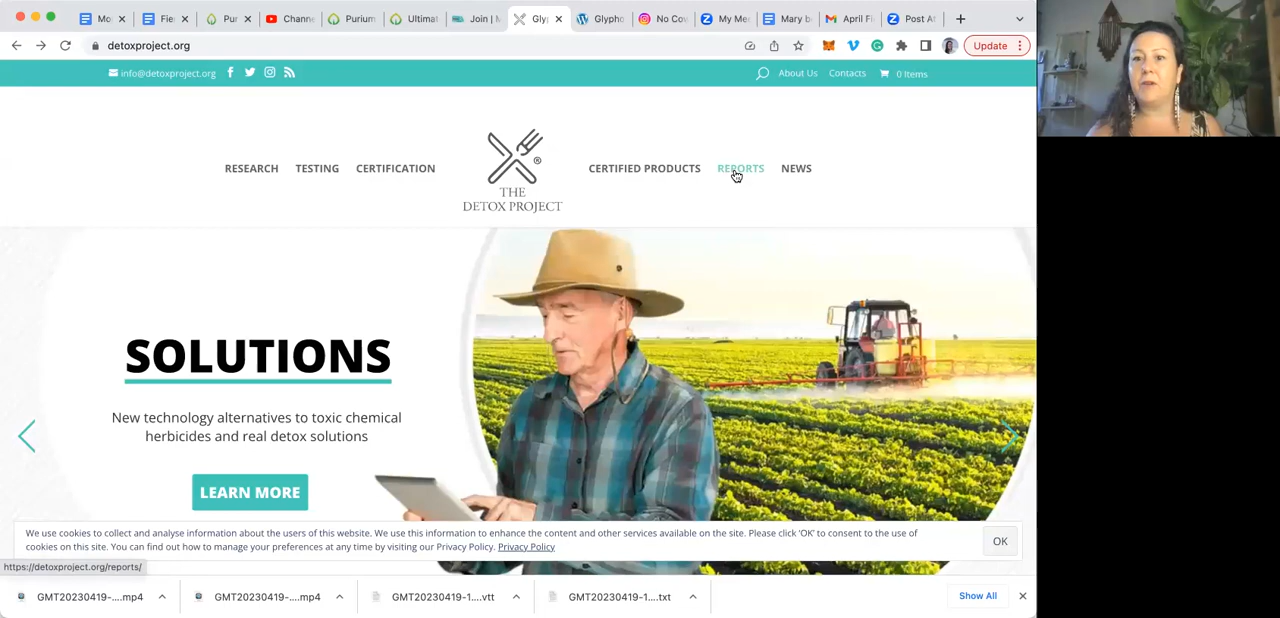 Mo
Fie
Pur
Chann
Purium
Ultima
Join | M
Gly
Glypho
No Co
My Me
Mary b
April Fi
Post A
detoxproject.org
Update
info@detoxproject.org
About Us
Contacts
0 Items
RESEARCH
TESTING
CERTIFICATION
THE
DETOX PROJECT
®
CERTIFIED PRODUCTS
REPORTS
NEWS
SOLUTIONS
New technology alternatives to toxic chemical
herbicides and real detox solutions
LEARN MORE
We use cookies to collect and analyse information about the users of this website. We use this information to enhance the content and other services available on the site. Please click 'OK' to consent to the use of
cookies on this site. You can find out how to manage your preferences at any time by visiting our Privacy Policy. Privacy Policy
OK
https://detoxproject.org/reports/
GMT20230419-....mp4
GMT20230419-....mp4
GMT20230419-1....vtt
GMT20230419-1....txt
Show All